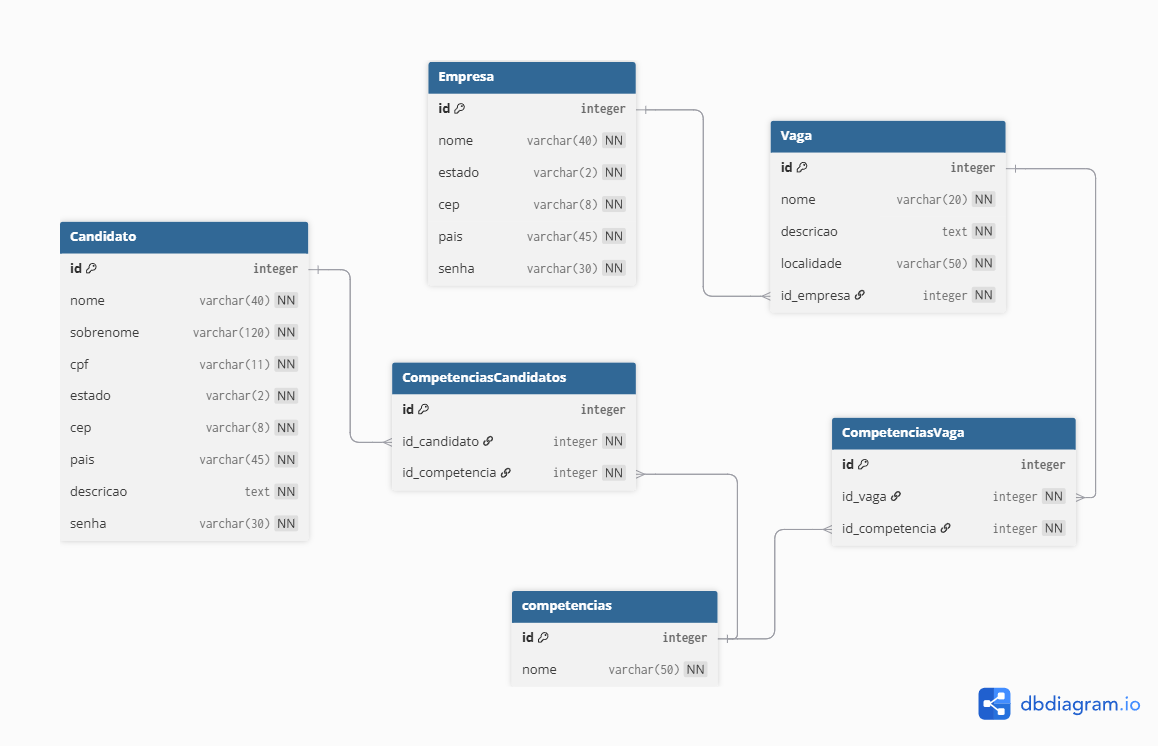 Empresa
id integer
nome varchar(40) NN
estado varchar(2) NN
cep varchar(8) NN
pais varchar(45) NN
senha varchar(30) NN
Vaga
id integer
nome varchar(20) NN
descricao text NN
localidade varchar(50) NN
id_empresa integer NN
Candidato
id integer
nome varchar(40) NN
sobrenome varchar(120) NN
cpf varchar(11) NN
estado varchar(2) NN
cep varchar(8) NN
pais varchar(45) NN
descricao text NN
senha varchar(30) NN
CompetenciasCandidatos
id integer
id_candidato integer NN
id_competencia integer NN
CompetenciasVaga
id integer
id_vaga integer NN
id_competencia integer NN
competencias
id integer
nome varchar(50) NN
dbdiagram.io